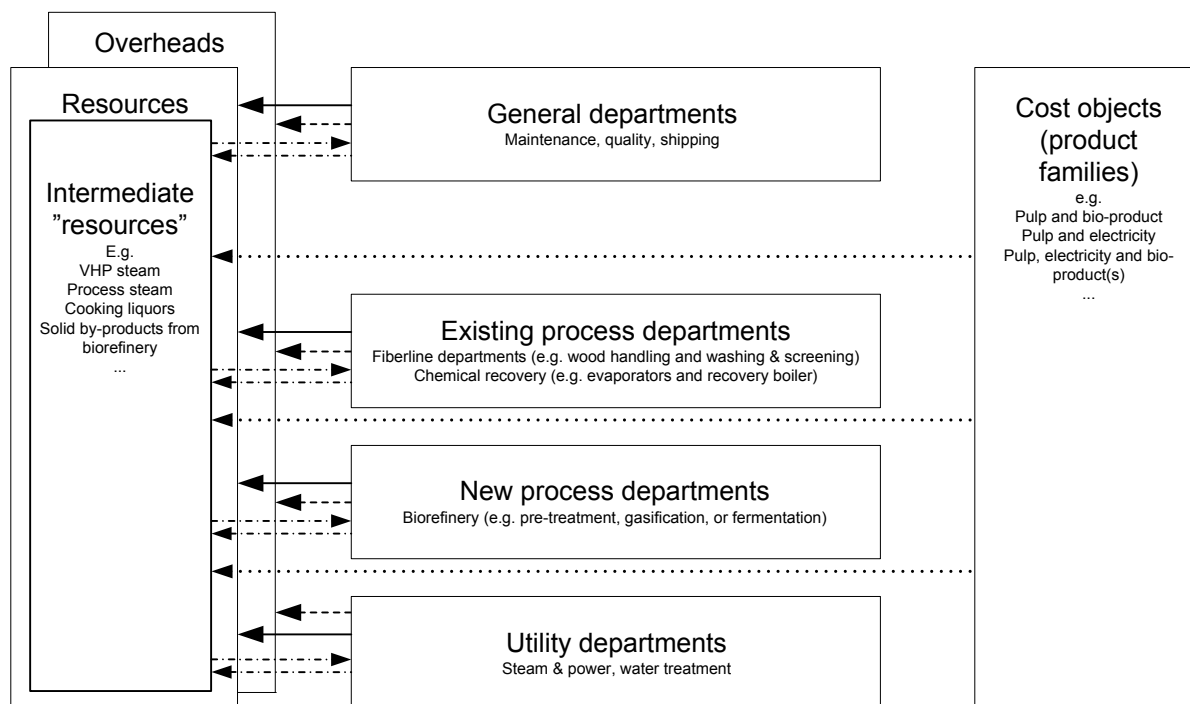 Overheads
Resources
Intermediate
”resources”
E.g.
VHP steam
Process steam
Cooking liquors
Solid by-products from
biorefinery
...
General departments
Maintenance, quality, shipping
Existing process departments
Fiberline departments (e.g. wood handling and washing & screening)
Chemical recovery (e.g. evaporators and recovery boiler)
New process departments
Biorefinery (e.g. pre-treatment, gasification, or fermentation)
Utility departments
Steam & power, water treatment
Cost objects
(product
families)
e.g.
Pulp and bio-product
Pulp and electricity
Pulp, electricity and bio-
product(s)
...